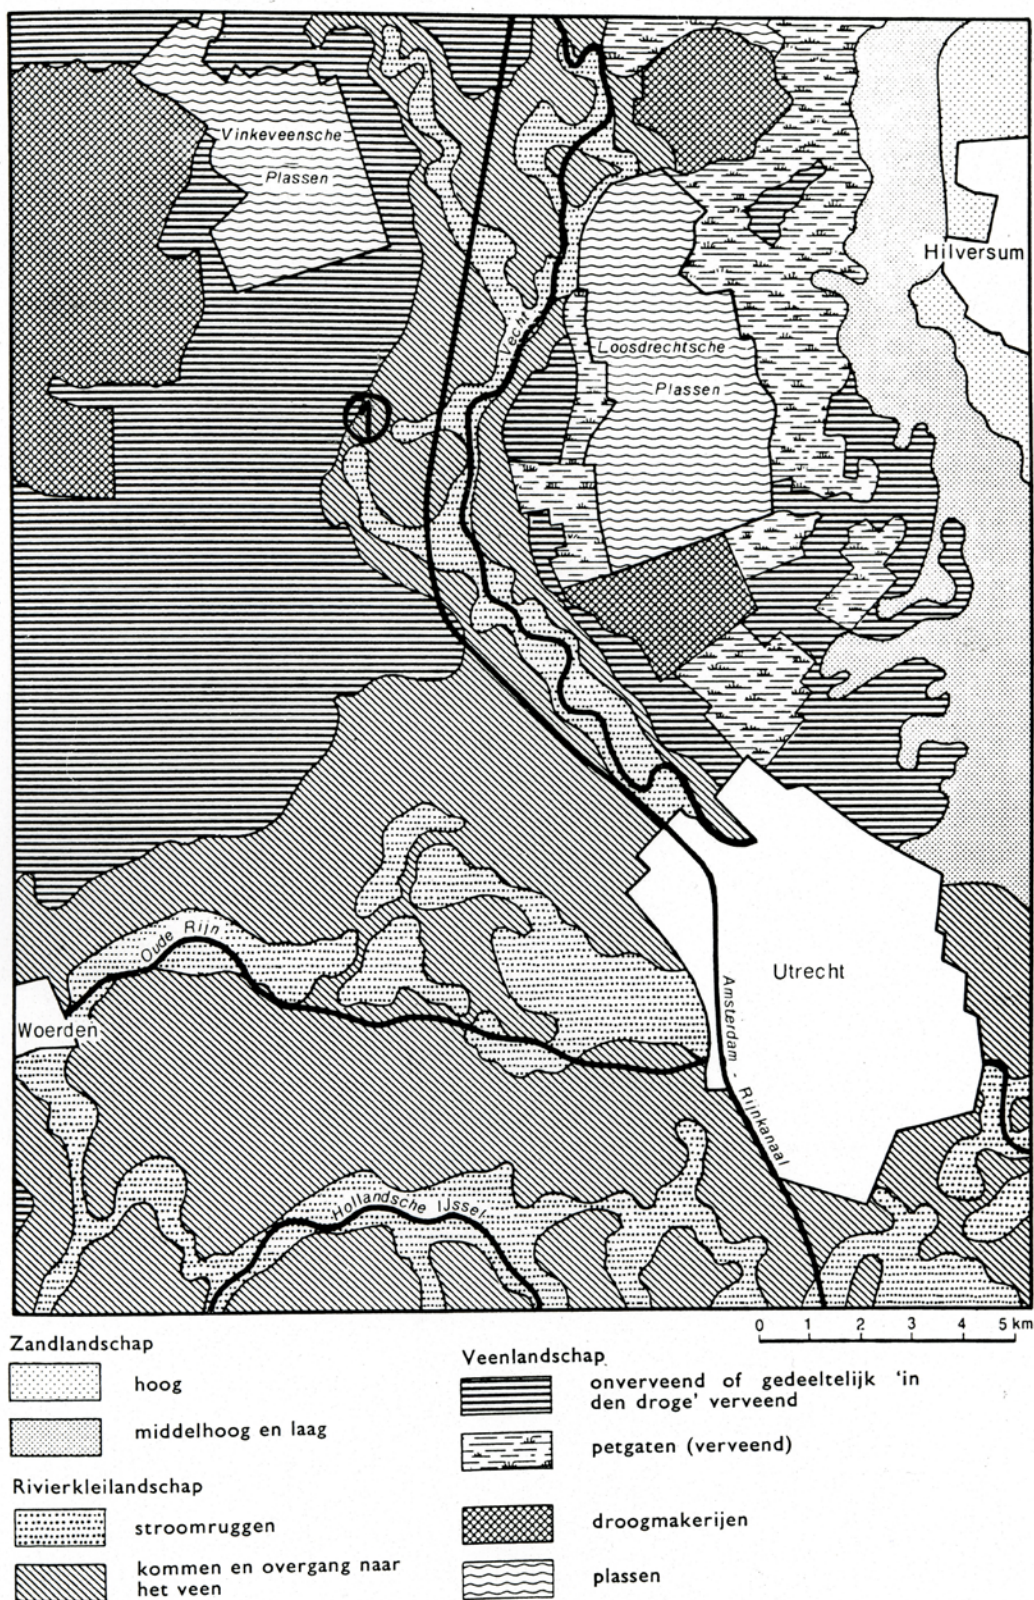 Vinkeveensche
Plassen
Hilversum
Vecht
Loosdrechtsche
Plassen
1
Oude Rijn
Utrecht
Woerden
Amsterdam - Rijnkanaal
Hollandsche IJssel
0 1 2 3 4 5 km
Zandlandschap
hoog
middelhoog en laag
Rivierkleilandschap
stroomruggen
kommen en overgang naar
het veen
Veenlandschap
onverveend of gedeeltelijk 'in
den droge' verveend
petgaten (verveend)
droogmakerijen
plassen